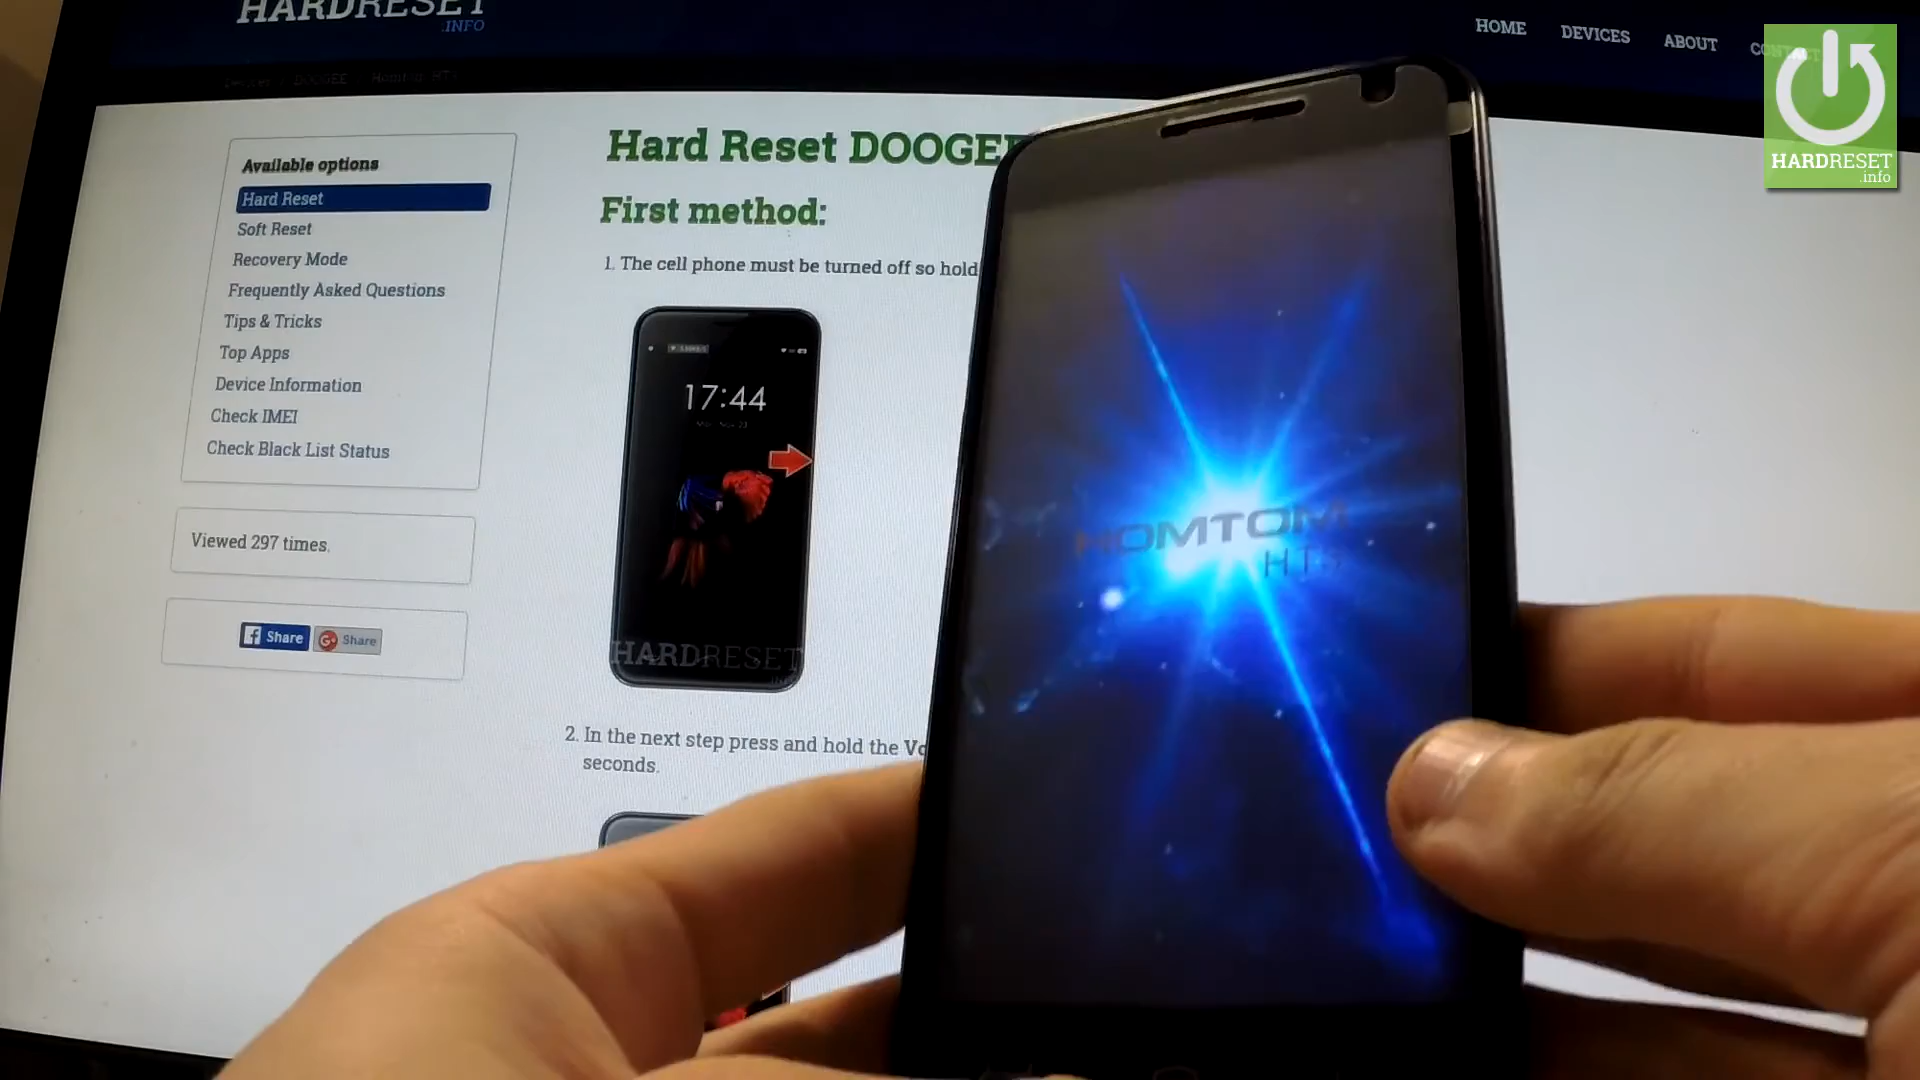 HARDRESET
.INFO
HOME DEVICES ABOUT
HARDRESET
.info
DOOGEE
Available options
Hard Reset
Soft Reset
Recovery Mode
Frequently Asked Questions
Tips & Tricks
Top Apps
Device Information
Check IMEI
Check Black List Status
Viewed 297 times.
Share
Share
Hard Reset DOOGEE
First method:
1. The cell phone must be turned off so hold
17:44
HARDRESET
2. In the next step press and hold the
seconds.
HOMTOM